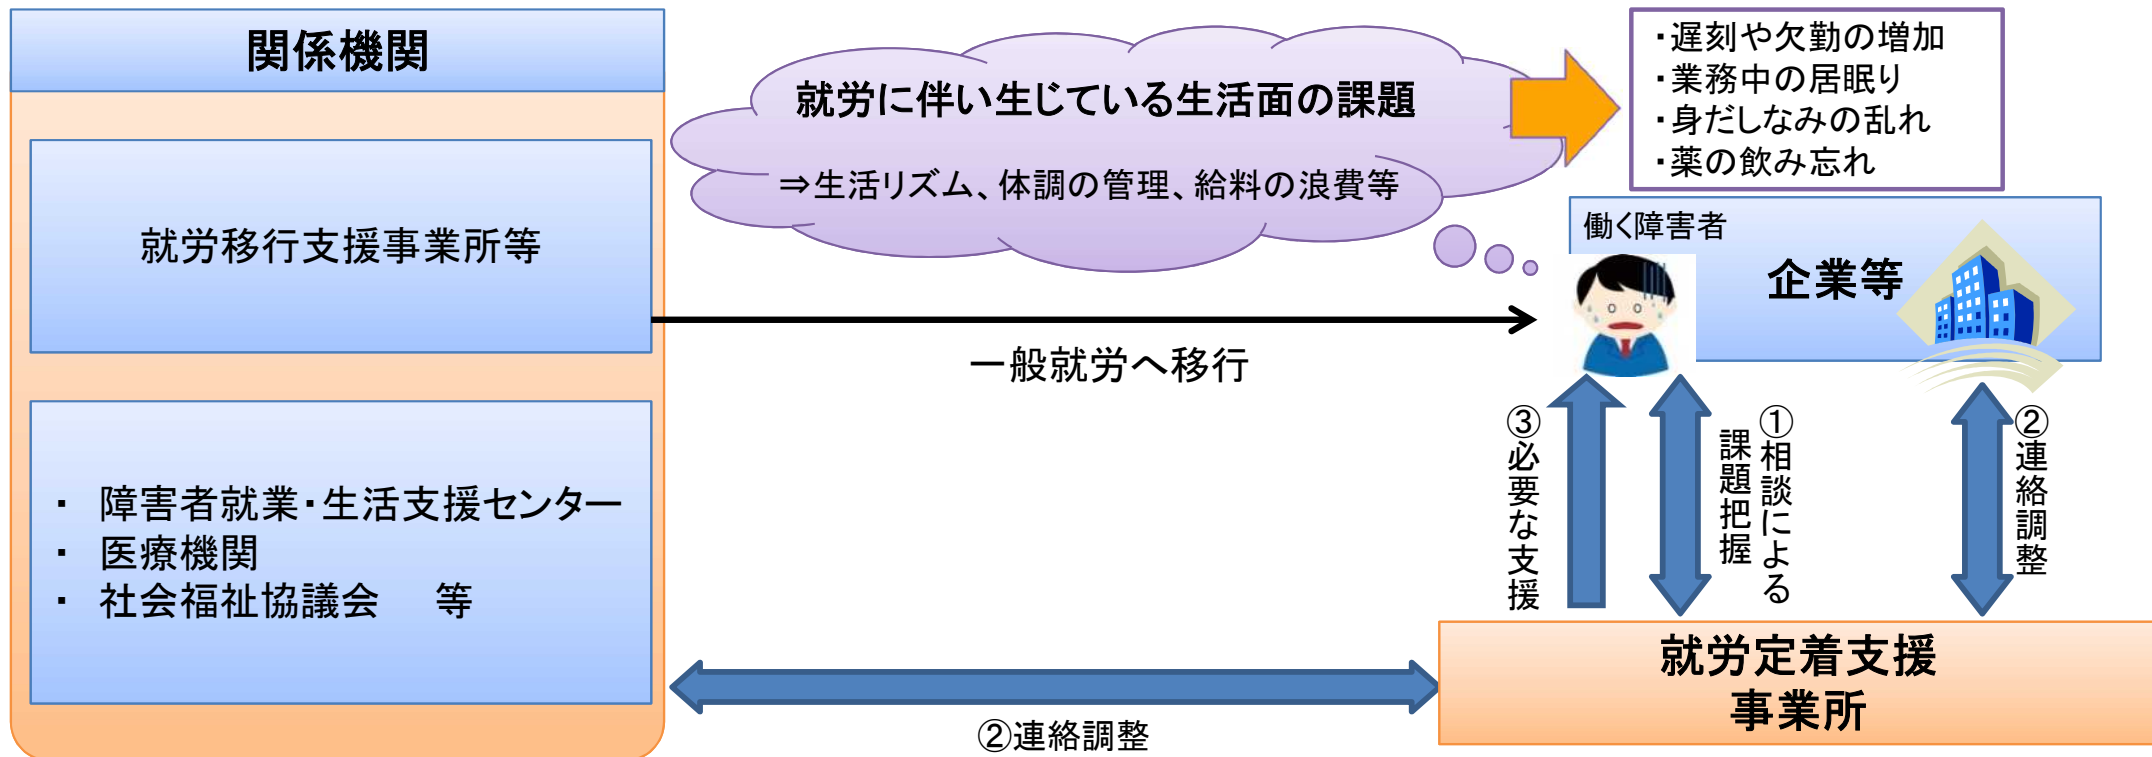 関係機関
就労移行支援事業所等
・ 障害者就業・生活支援センター
・ 医療機関
・ 社会福祉協議会　等
就労に伴い生じている生活面の課題
⇒生活リズム、体調の管理、給料の浪費等
・遅刻や欠勤の増加
・業務中の居眠り
・身だしなみの乱れ
・薬の飲み忘れ
働く障害者
企業等
一般就労へ移行
③必要な支援
①相談による
課題把握
②連絡調整
②連絡調整
就労定着支援
事業所